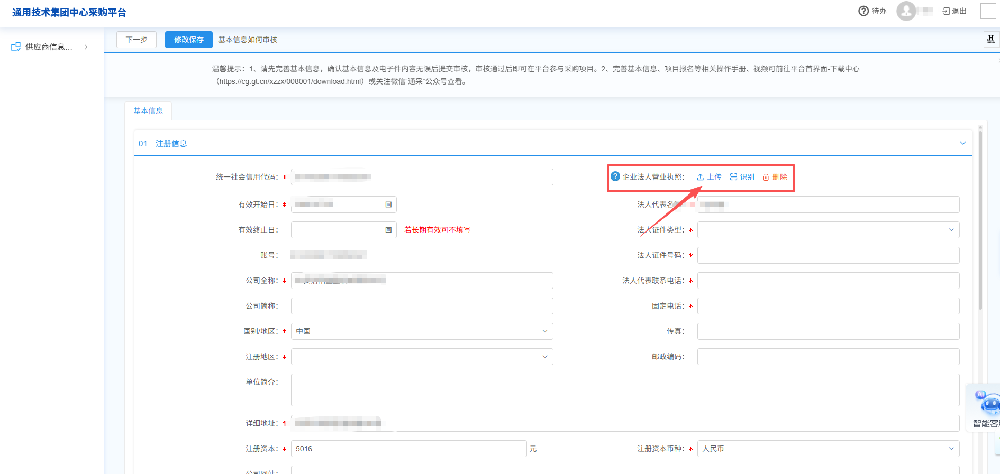 通用技术集团中心采购平台
待办
退出
供应商信息...
下一步 修改保存 基本信息如何审核
温馨提示：1、请先完善基本信息，确认基本信息及电子件内容无误后提交审核，审核通过后即可在平台参与采购项目。2、完善基本信息、项目报名等相关操作手册、视频可前往平台首界面-下载中心
（https://cg.gt.cn/xzzx/008001/download.html）或关注微信“通采”公众号查看。
基本信息
01 注册信息
统一社会信用代码：*
企业法人营业执照： 上传 识别 删除
有效开始日：*
法人代表名
有效终止日： 若长期有效可不填写
法人证件类型：*
账号：
法人证件号码：*
公司全称：*
法人代表联系电话：*
公司简称：
固定电话：*
国别/地区：* 中国
传真：
注册地区：*
邮政编码：
单位简介：
详细地址：*
注册资本：* 5016 元
注册资本币种：* 人民币
公司网站：
AI
智能客